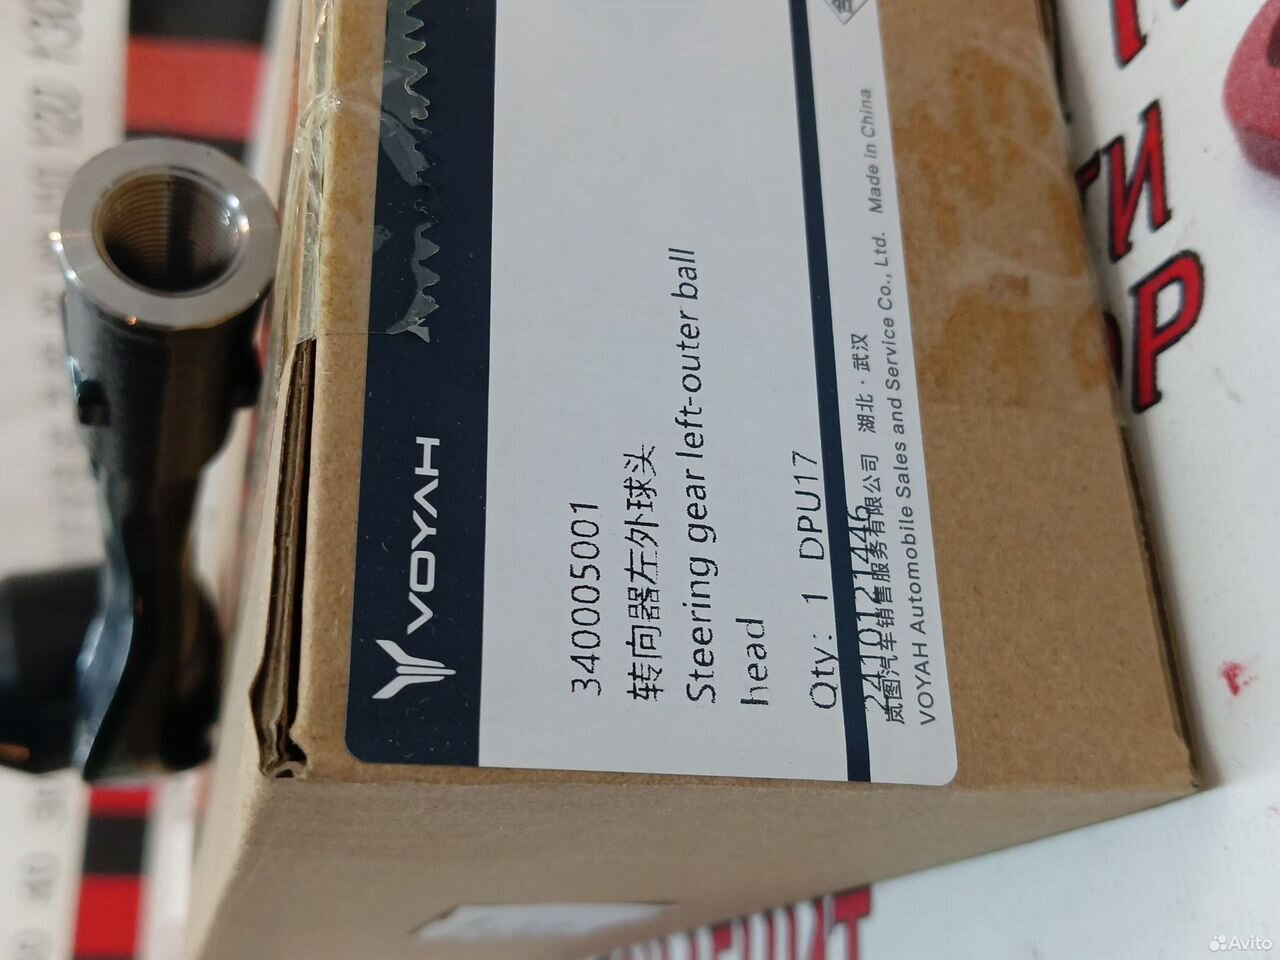 VOYAH
340005001
转向器左外球头
Steering gear left-outer ball
head
Qty: 1 DPU17
2410121446
岚图汽车销售服务有限公司 湖北·武汉
VOYAH Automobile Sales and Service Co., Ltd. Made in China
Avito